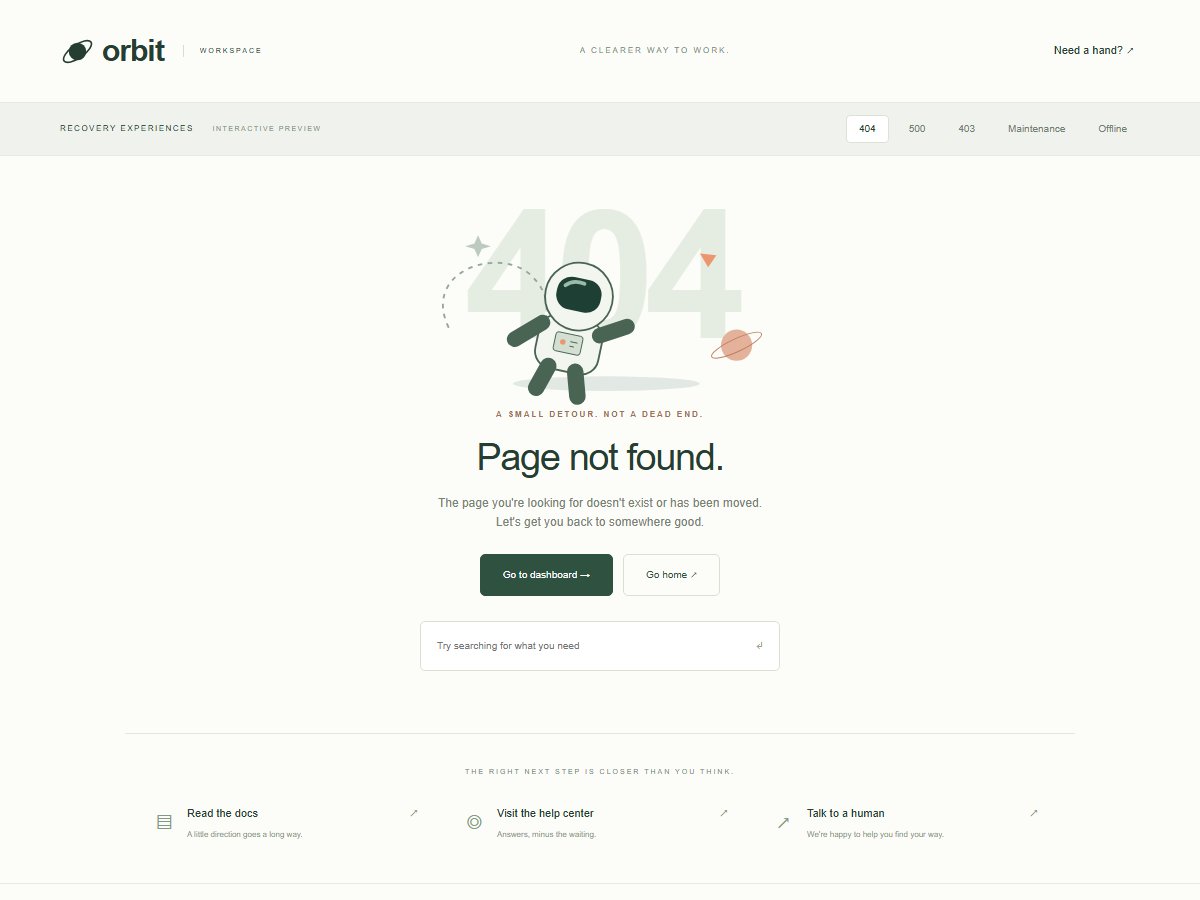 orbit
WORKSPACE
A CLEARER WAY TO WORK.
Need a hand? ↗
RECOVERY EXPERIENCES
INTERACTIVE PREVIEW
404
500
403
Maintenance
Offline
404
A SMALL DETOUR. NOT A DEAD END.
Page not found.
The page you're looking for doesn't exist or has been moved.
Let's get you back to somewhere good.
Go to dashboard →
Go home ↗
Try searching for what you need ↵
THE RIGHT NEXT STEP IS CLOSER THAN YOU THINK.
Read the docs ↗
A little direction goes a long way.
Visit the help center ↗
Answers, minus the waiting.
Talk to a human ↗
We're happy to help you find your way.